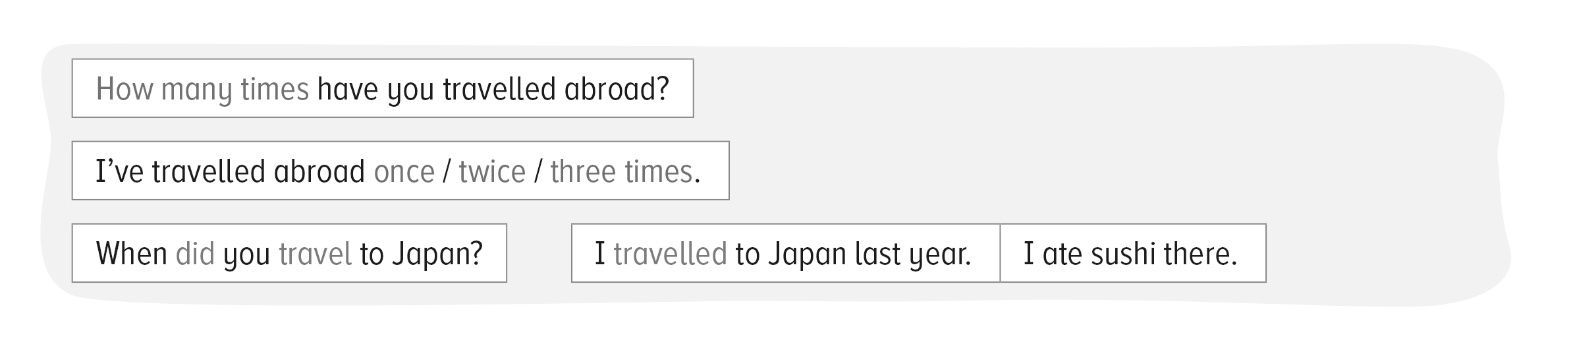 How many times have you travelled abroad?
I've travelled abroad once / twice / three times.
When did you travel to Japan? I travelled to Japan last year. I ate sushi there.